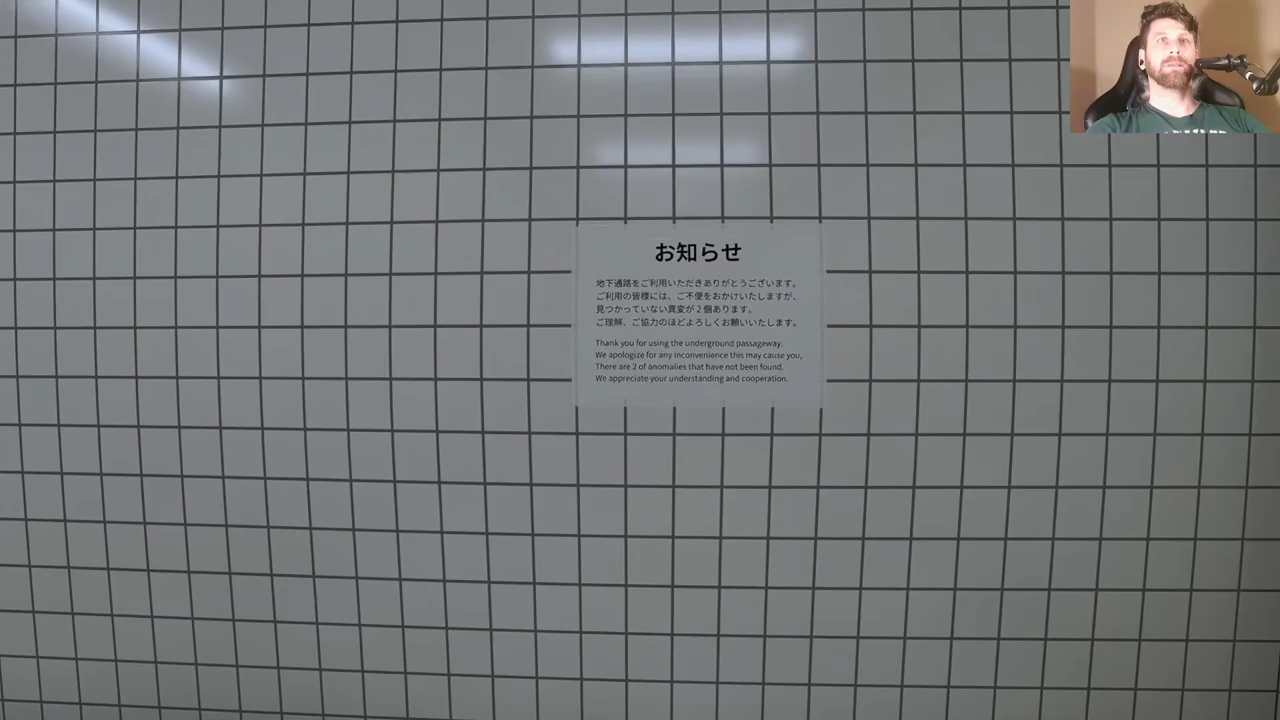 お知らせ
地下通路をご利用いただきありがとうございます。
ご利用の皆様には、ご不便をおかけいたしますが、
見つかっていない異変が2個あります。
ご理解、ご協力のほどよろしくお願いいたします。
Thank you for using the underground passageway.
We apologize for any inconvenience this may cause you,
There are 2 of anomalies that have not been found.
We appreciate your understanding and cooperation.